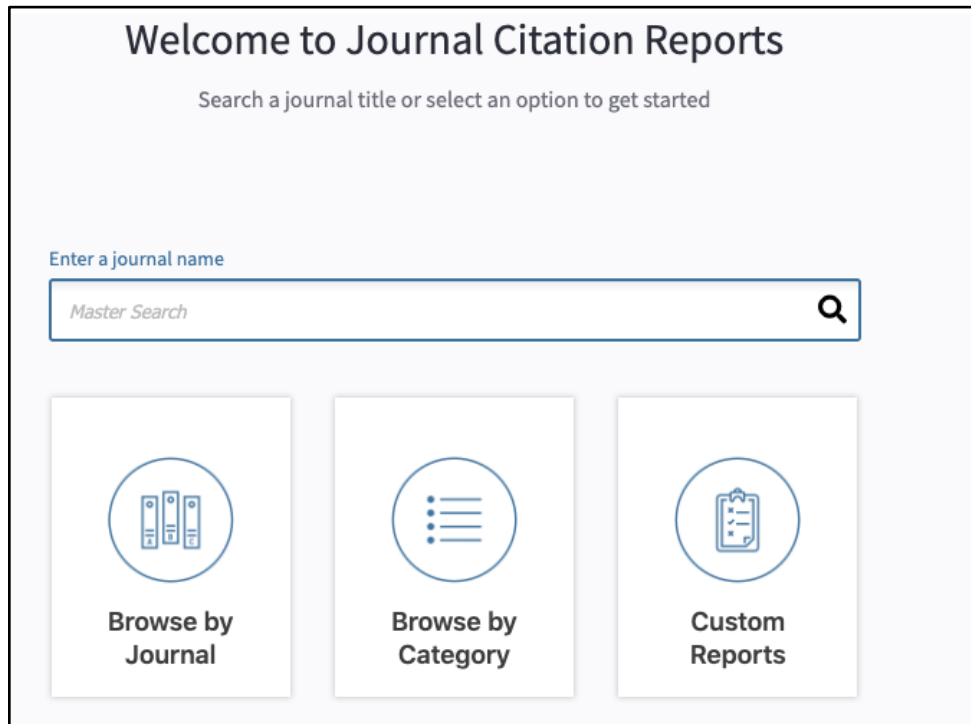 Welcome to Journal Citation Reports
Search a journal title or select an option to get started
Enter a journal name
Master Search
A B C
Browse by
Journal
Browse by
Category
Custom
Reports